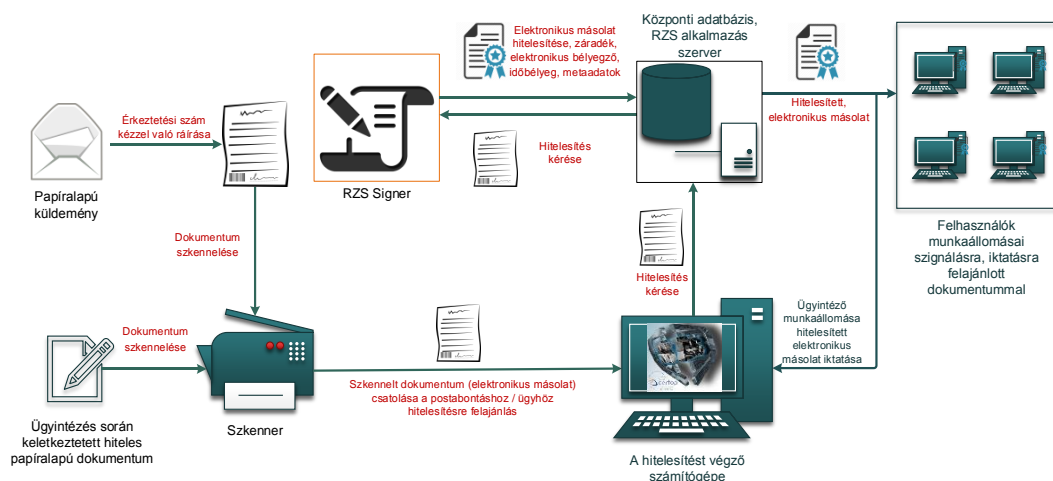 Elektronikus másolat
hitelesítése, záradék,
elektronikus bélyegző,
időbélyeg, metaadatok
Központi adatbázis,
RZS alkalmazás
szerver
Érkeztetési szám
kézzel való ráírása
Hitelesített,
elektronikus másolat
Hitelesítés
kérése
Papíralapú
küldemény
RZS Signer
Felhasználók
munkaállomásai
szignálásra, iktatásra
felajánlott
dokumentummal
Dokumentum
szkennelése
Hitelesítés
kérése
Ügyintéző
munkaállomása
hitelesített
elektronikus
másolat iktatása
Dokumentum
szkennelése
Szkennelt dokumentum (elektronikus másolat)
csatolása a postabontáshoz / ügyhöz
hitelesítésre felajánlás
Szkenner
Ügyintézés során
keletkeztetett hiteles
papíralapú dokumentum
A hitelesítést végző
számítógépe